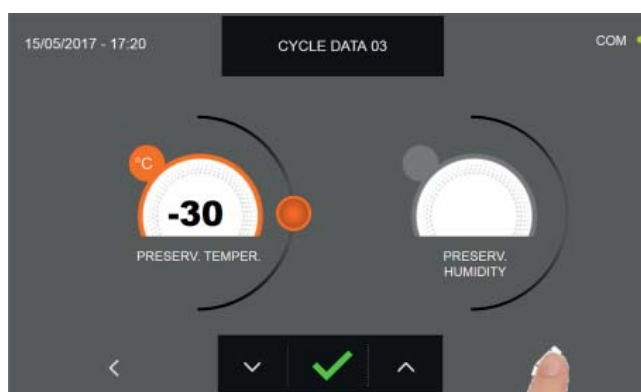 15/05/2017 - 17:20
CYCLE DATA 03
COM
°C
-30
PRESERV. TEMPER.
PRESERV.
HUMIDITY